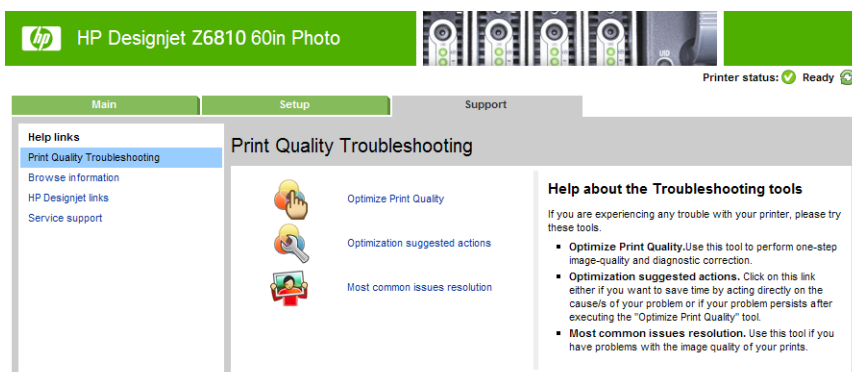 hp HP Designjet Z6810 60in Photo
UID
Printer status: Ready
Main Setup Support
Help links
Print Quality Troubleshooting
Browse information
HP Designjet links
Service support
Print Quality Troubleshooting
Optimize Print Quality
Optimization suggested actions
Most common issues resolution
Help about the Troubleshooting tools
If you are experiencing any trouble with your printer, please try
these tools.
Optimize Print Quality.Use this tool to perform one-step
image-quality and diagnostic correction.
Optimization suggested actions. Click on this link
either if you want to save time by acting directly on the
cause/s of your problem or if your problem persists after
executing the "Optimize Print Quality" tool.
Most common issues resolution. Use this tool if you
have problems with the image quality of your prints.